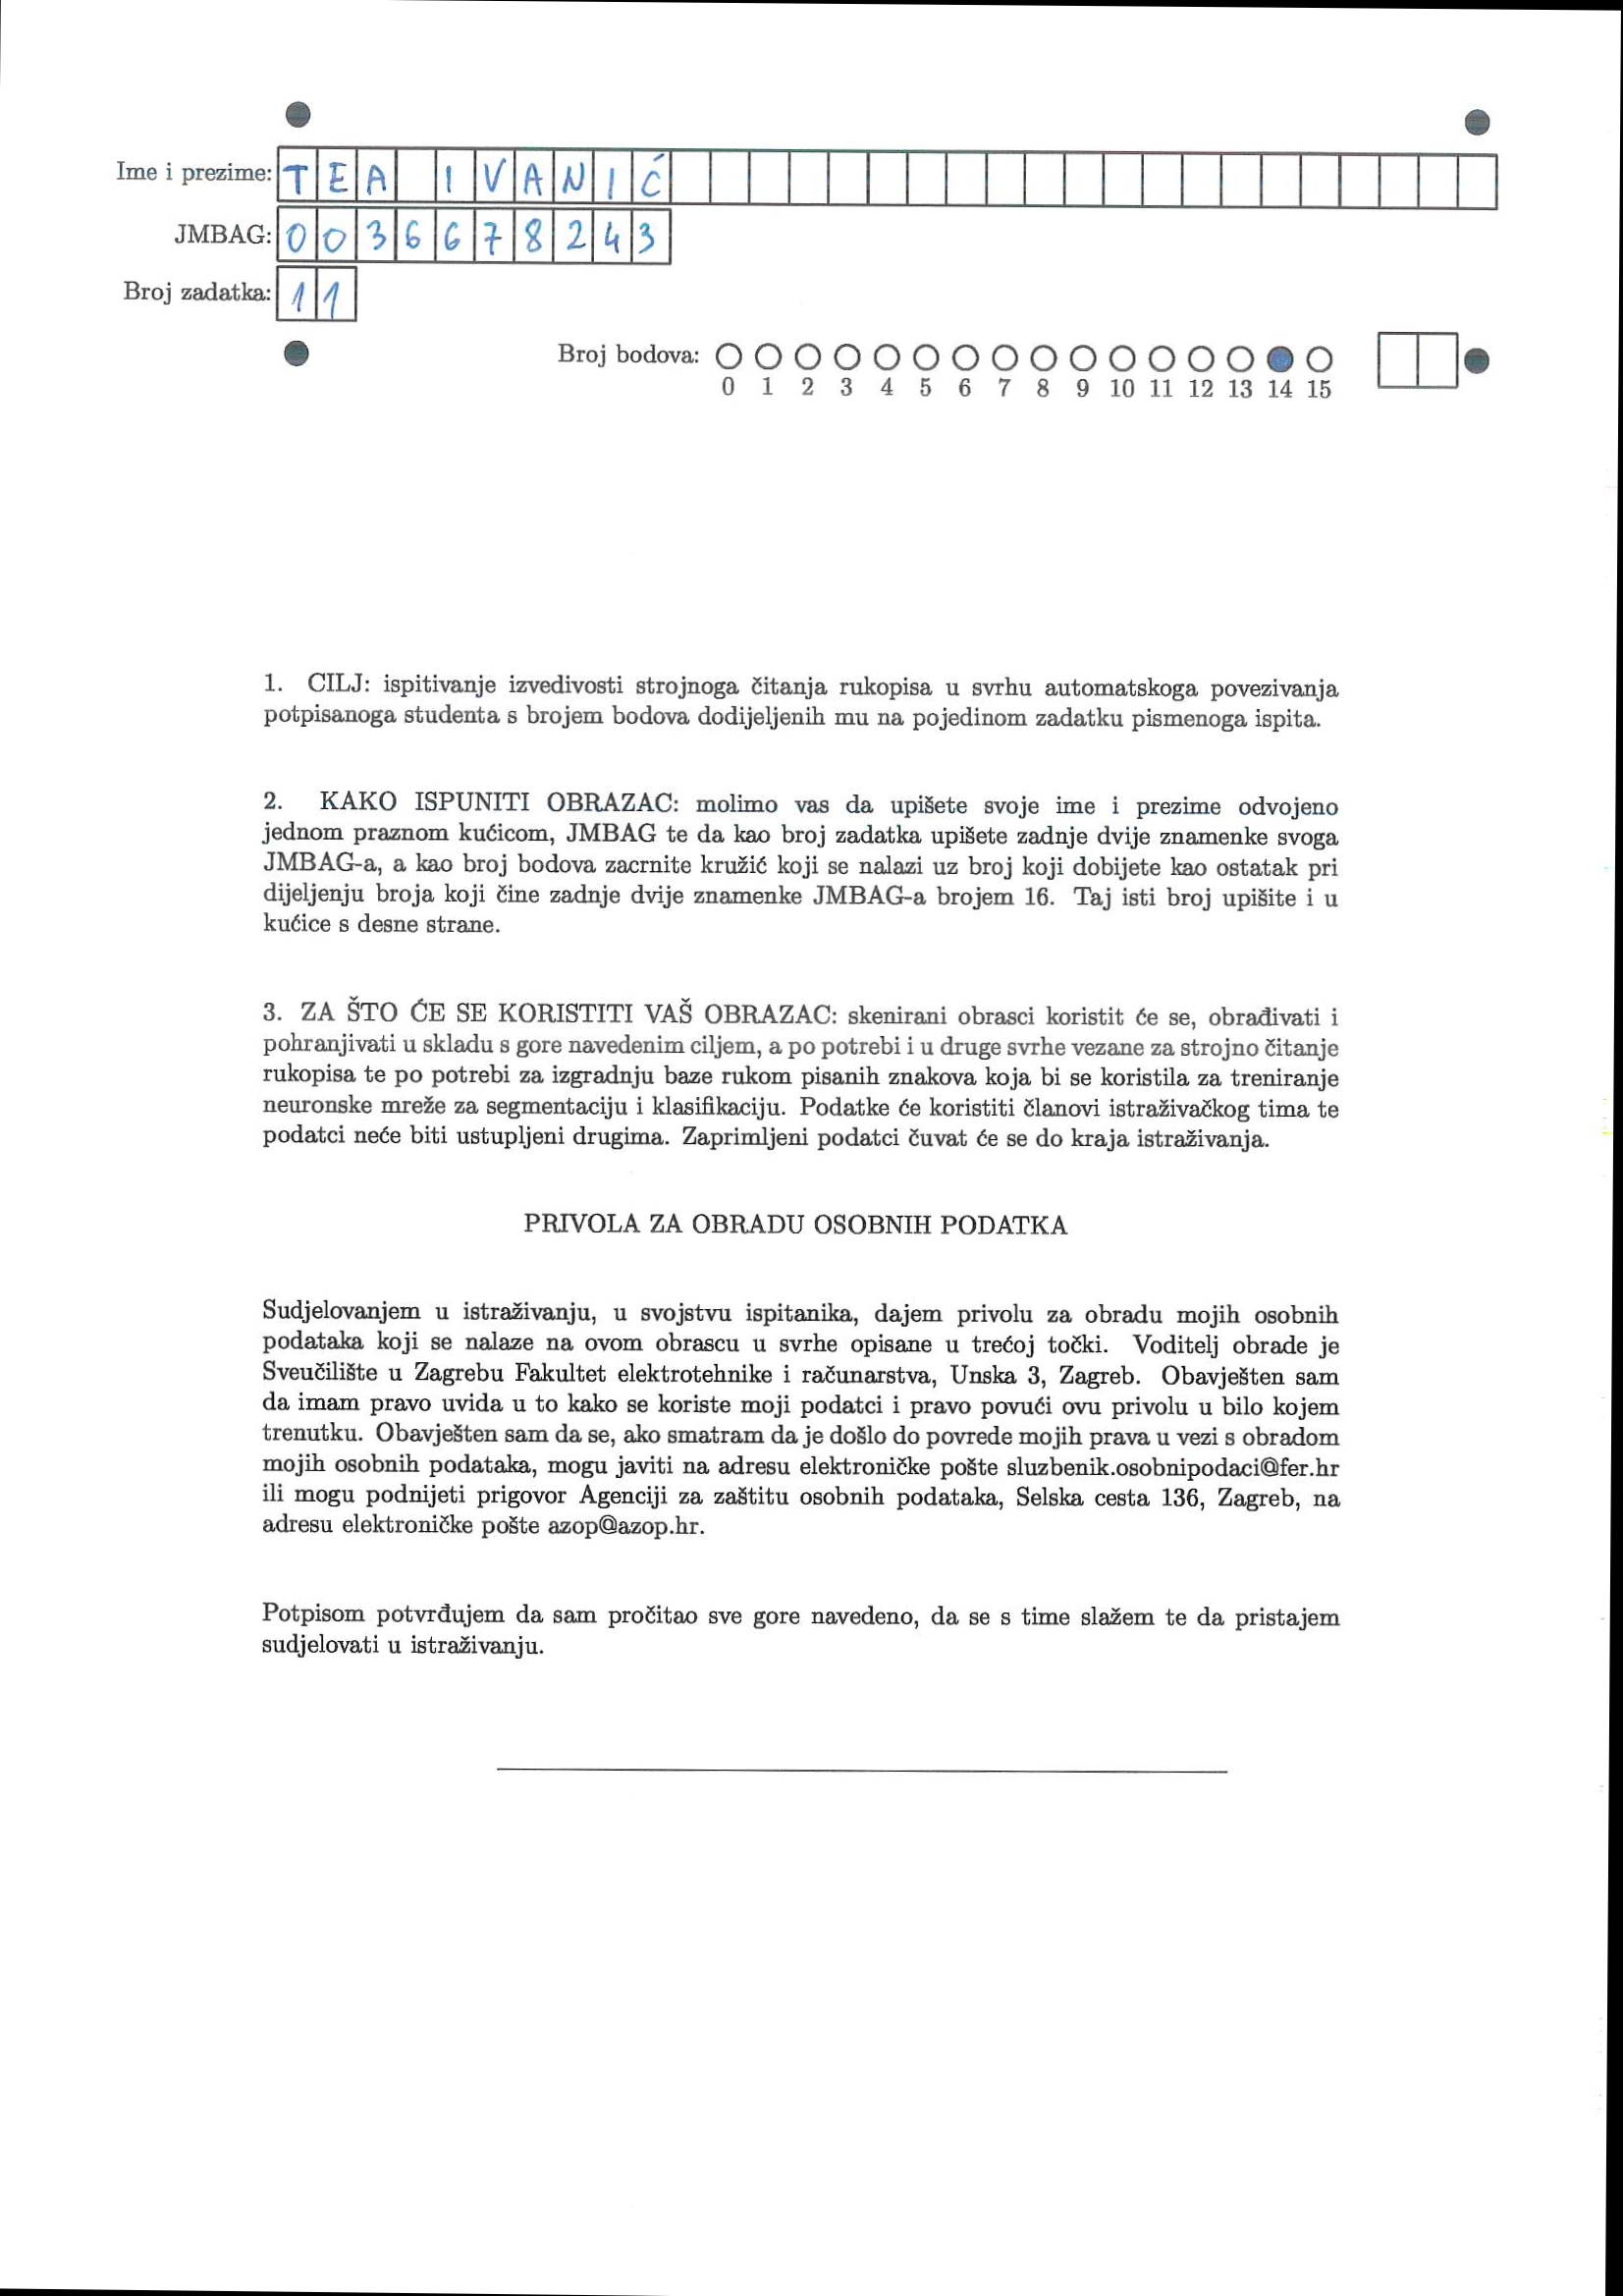 Ime i prezime: TEA IVANIĆ
JMBAG: 0036678243
Broj zadatka: 11
Broj bodova:
0 1 2 3 4 5 6 7 8 9 10 11 12 13 14 15
1. CILJ: ispitivanje izvedivosti strojnoga čitanja rukopisa u svrhu automatskoga povezivanja
potpisanoga studenta s brojem bodova dodijeljenih mu na pojedinom zadatku pismenoga ispita.
2. KAKO ISPUNITI OBRAZAC: molimo vas da upišete svoje ime i prezime odvojeno
jednom praznom kućicom, JMBAG te da kao broj zadatka upišete zadnje dvije znamenke svoga
JMBAG-a, a kao broj bodova zacrnite kružić koji se nalazi uz broj koji dobijete kao ostatak pri
dijeljenju broja koji čine zadnje dvije znamenke JMBAG-a brojem 16. Taj isti broj upišite i u
kućice s desne strane.
3. ZA ŠTO ĆE SE KORISTITI VAŠ OBRAZAC: skenirani obrasci koristit će se, obrađivati i
pohranjivati u skladu s gore navedenim ciljem, a po potrebi i u druge svrhe vezane za strojno čitanje
rukopisa te po potrebi za izgradnju baze rukom pisanih znakova koja bi se koristila za treniranje
neuronske mreže za segmentaciju i klasifikaciju. Podatke će koristiti članovi istraživačkog tima te
podatci neće biti ustupljeni drugima. Zaprimljeni podatci čuvat će se do kraja istraživanja.
PRIVOLA ZA OBRADU OSOBNIH PODATKA
Sudjelovanjem u istraživanju, u svojstvu ispitanika, dajem privolu za obradu mojih osobnih
podataka koji se nalaze na ovom obrascu u svrhe opisane u trećoj točki. Voditelj obrade je
Sveučilište u Zagrebu Fakultet elektrotehnike i računarstva, Unska 3, Zagreb. Obavješten sam
da imam pravo uvida u to kako se koriste moji podatci i pravo povući ovu privolu u bilo kojem
trenutku. Obavješten sam da se, ako smatram da je došlo do povrede mojih prava u vezi s obradom
mojih osobnih podataka, mogu javiti na adresu elektroničke pošte sluzbenik.osobnipodaci@fer.hr
ili mogu podnijeti prigovor Agenciji za zaštitu osobnih podataka, Selska cesta 136, Zagreb, na
adresu elektroničke pošte azop@azop.hr.
Potpisom potvrđujem da sam pročitao sve gore navedeno, da se s time slažem te da pristajem
sudjelovati u istraživanju.